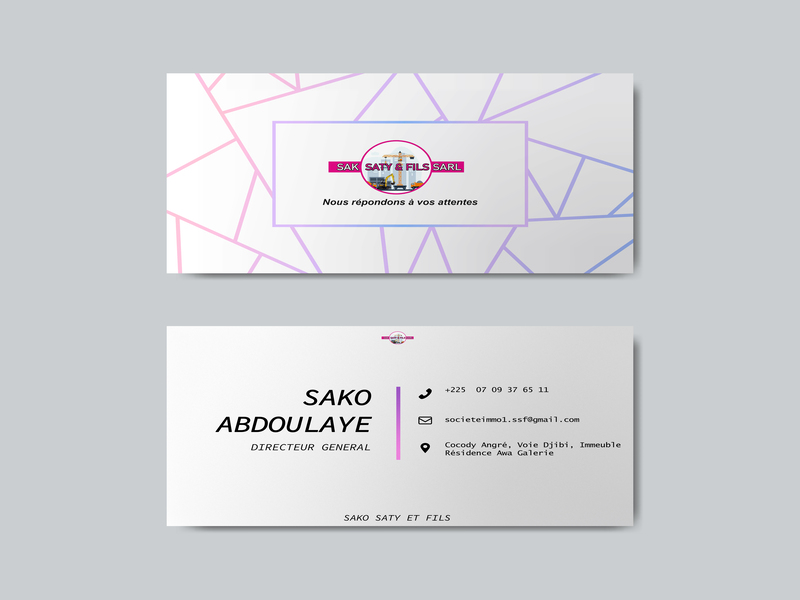 SAK SATY & FILS SARL
Nous répondons à vos attentes
SAKO
ABDOULAYE
DIRECTEUR GENERAL
+225 07 09 37 65 11
societeimmo1.ssf@gmail.com
Cocody Angré, Voie Djibi, Immeuble
Résidence Awa Galerie
SAKO SATY ET FILS